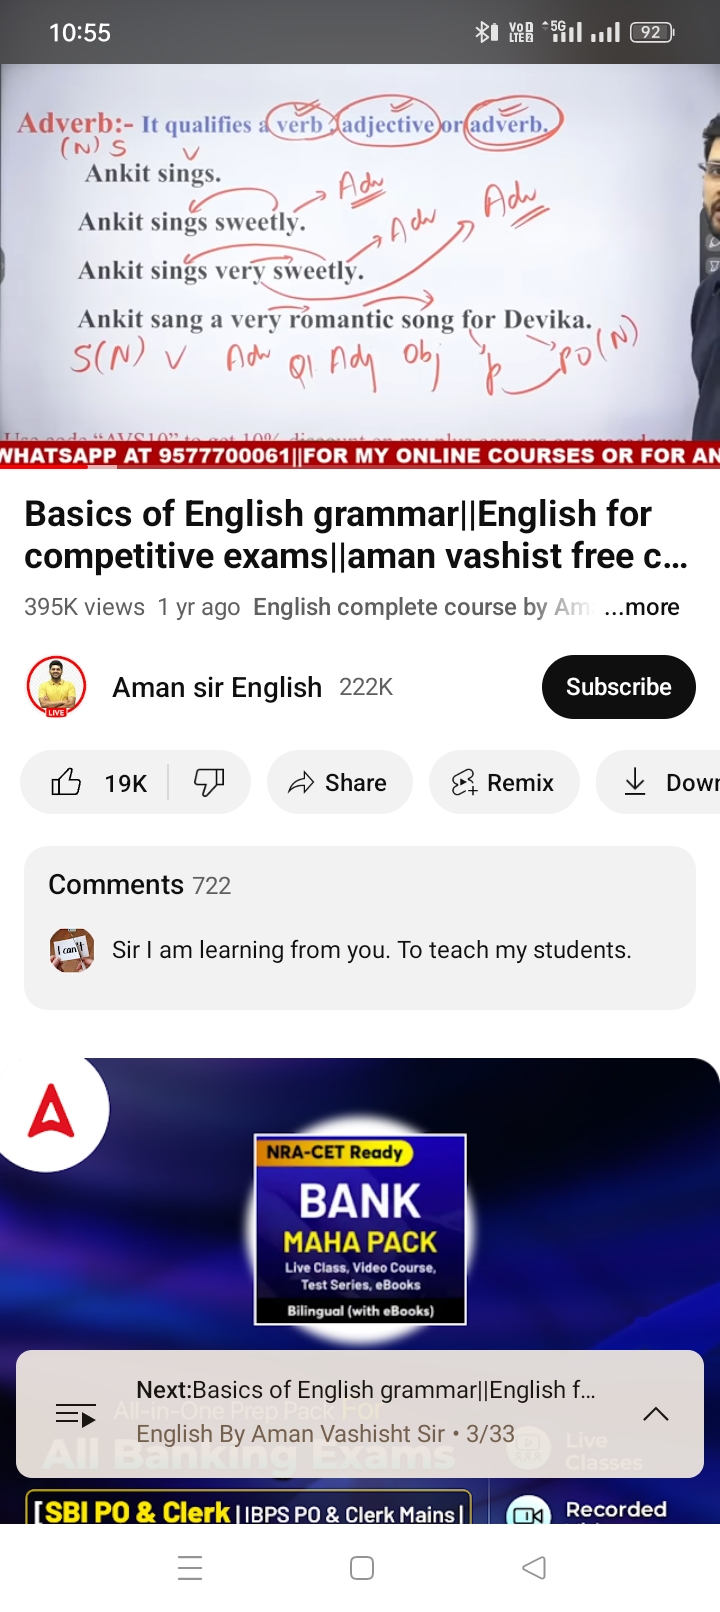 10:55
VoD 5G
LTE2 92
Adverb:- It qualifies a verb, adjective or adverb.
(N) S V
Ankit sings.
Adv
Ankit sings sweetly.
Adv
Adv
Ankit sings very sweetly.
Ankit sang a very romantic song for Devika.
S(N) V Adv Adj Obj P PO(N)
WHATSAPP AT 9577700061||FOR MY ONLINE COURSES OR FOR AN
Basics of English grammar||English for
competitive exams||aman vashist free c...
395K views 1 yr ago English complete course by Am ...more
Aman sir English 222K
LIVE
Subscribe
19K Share Remix Down
Comments 722
I can't
Sir I am learning from you. To teach my students.
NRA-CET Ready
BANK
MAHA PACK
Live Class, Video Course,
Test Series, eBooks
Bilingual (with eBooks)
Next:Basics of English grammar||English f...
All-in-One Prep Pack For
English By Aman Vashisht Sir • 3/33
All Banking Exams
Live
Classes
[SBI PO & Clerk | IBPS PO & Clerk Mains |
Recorded